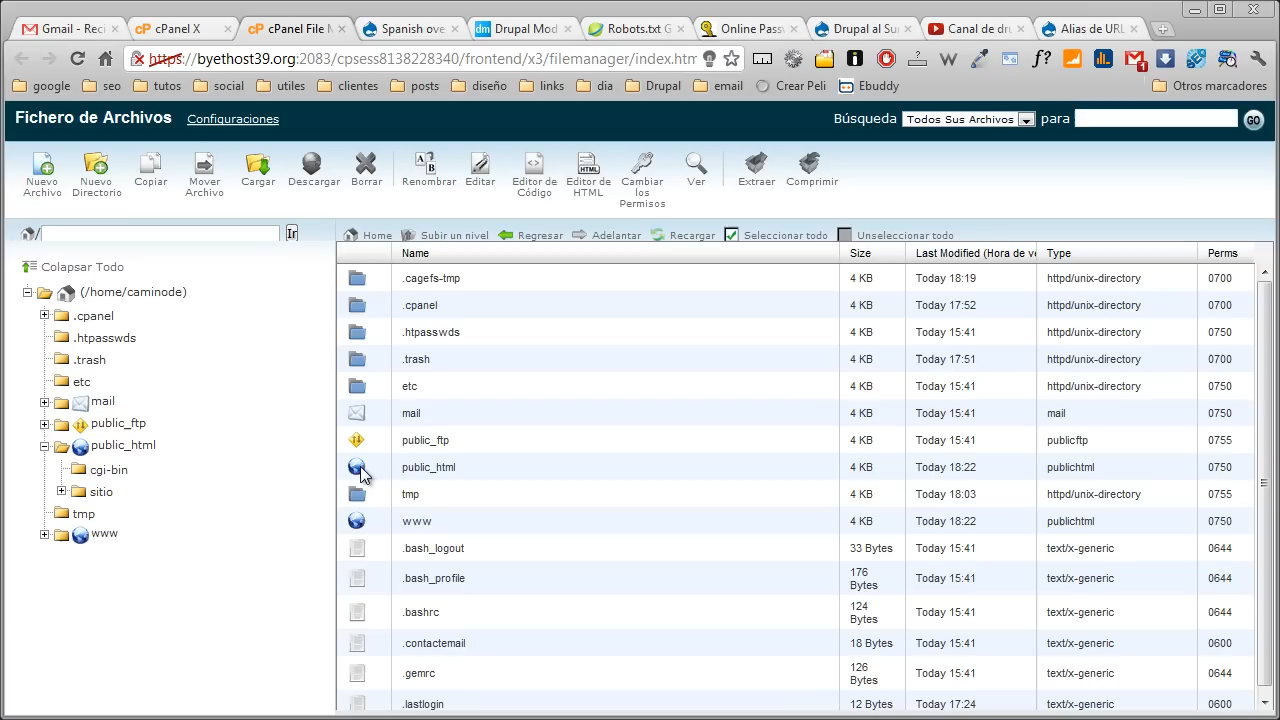 Gmail - Reci
cP cPanel X
cP cPanel File M
Spanish ove
dm Drupal Mod
Robots.txt G
Online Pass
Drupal al Su
Canal de dru
Alias de URL
https://byethost39.org:2083/cpsess8138228340/frontend/x3/filemanager/index.htm
W
ƒ?
1
google
seo
tutos
social
utiles
clientes
posts
diseño
links
dia
Drupal
email
Crear Peli
Ebuddy
Otros marcadores
Fichero de Archivos Configuraciones
Búsqueda Todos Sus Archivos para GO
Nuevo Archivo
Nuevo Directorio
Copiar
Mover Archivo
Cargar
Descargar
Borrar
Renombrar
Editar
Editor de Código
HTML Editor de HTML
Cambiar los Permisos
Ver
Extraer
Comprimir
/ Ir
Home Subir un nivel Regresar Adelantar Recargar Seleccionar todo Unseleccionar todo
Colapsar Todo
(/home/caminode)
.cpanel
.htpasswds
.trash
etc
mail
public_ftp
public_html
cgi-bin
sitio
tmp
www
Name Size Last Modified (Hora de ve Type Perms
.cagefs-tmp 4 KB Today 18:19 httpd/unix-directory 0700
.cpanel 4 KB Today 17:52 httpd/unix-directory 0700
.htpasswds 4 KB Today 15:41 httpd/unix-directory 0750
.trash 4 KB Today 17:51 httpd/unix-directory 0700
etc 4 KB Today 15:41 httpd/unix-directory 0750
mail 4 KB Today 15:41 mail 0750
public_ftp 4 KB Today 15:41 publicftp 0755
public_html 4 KB Today 18:22 publichtml 0750
tmp 4 KB Today 18:03 httpd/unix-directory 0755
www 4 KB Today 18:22 publichtml 0750
.bash_logout 33 Bytes Today 15:41 text/x-generic 0644
.bash_profile 176 Bytes Today 15:41 text/x-generic 0644
.bashrc 124 Bytes Today 15:41 text/x-generic 0644
.contactemail 18 Bytes Today 15:41 text/x-generic 0600
.gemrc 126 Bytes Today 15:41 text/x-generic 0644
.lastlogin 12 Bytes Today 17:24 text/x-generic 0600